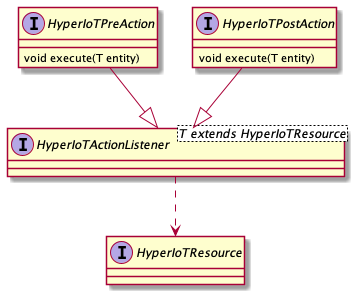 I HyperIoTPreAction
void execute(T entity)
I HyperIoTPostAction
void execute(T entity)
T extends HyperIoTResource
I HyperIoTActionListener
I HyperIoTResource